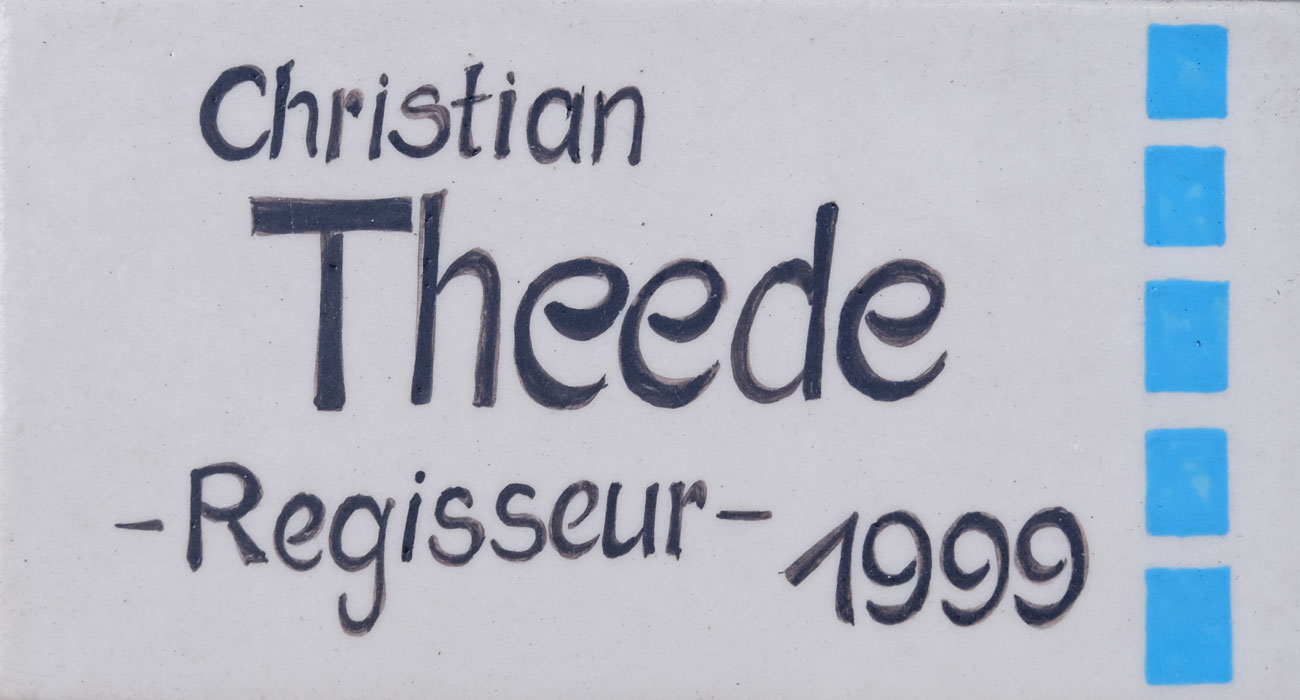 Christian
Theede
-Regisseur- 1999